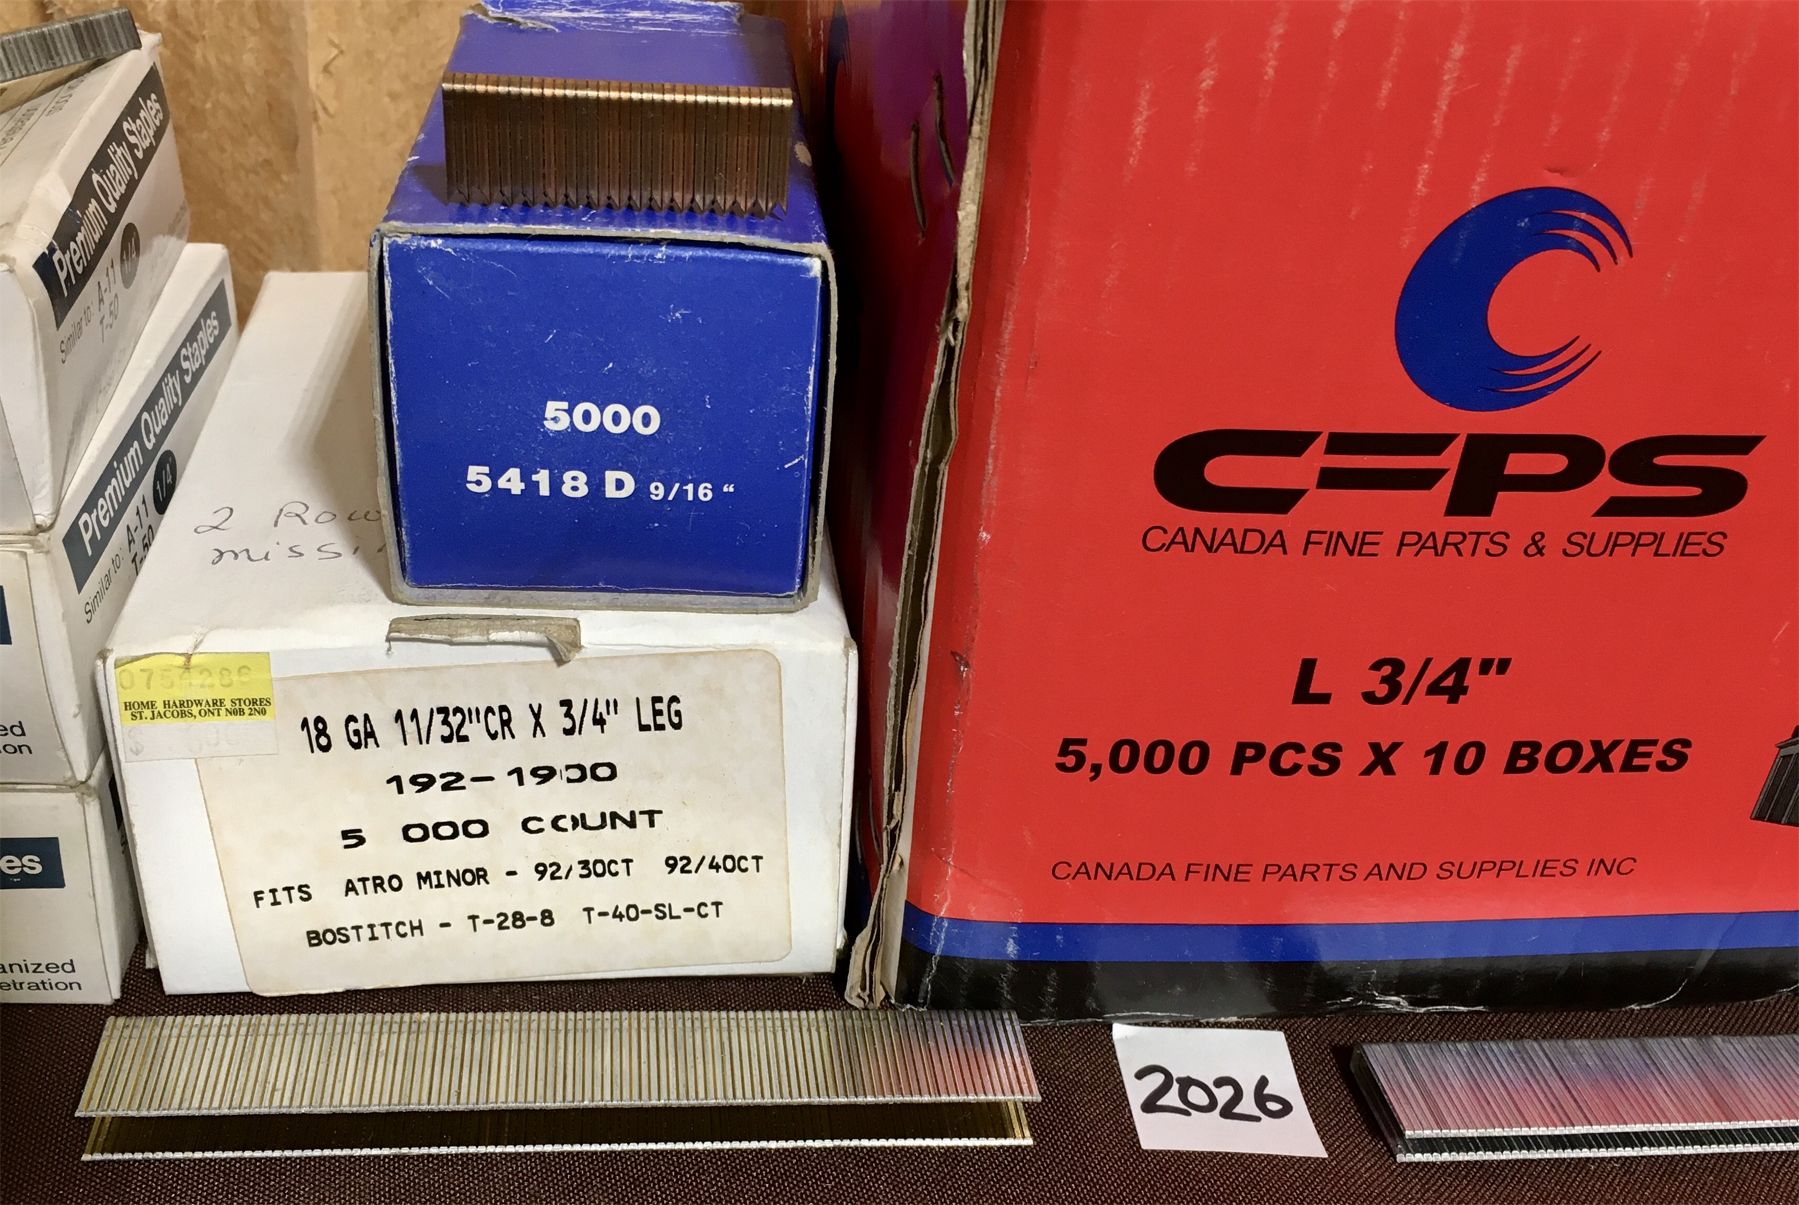 Premium Quality Staples
1/4
Similar to: A-11
T-50
Premium Quality Staples
1/4
Similar to: A-11
T-50
ed
on
es
anized
etration
5000
5418 D 9/16 "
2 Row
missi
HOME HARDWARE STORES
ST. JACOBS, ONT N0B 2N0
$
18 GA 11/32"CR X 3/4" LEG
192-1900
5 000 COUNT
FITS ATRO MINOR - 92/30CT 92/40CT
BOSTITCH - T-28-8 T-40-SL-CT
CFPS
CANADA FINE PARTS & SUPPLIES
L 3/4"
5,000 PCS X 10 BOXES
CANADA FINE PARTS AND SUPPLIES INC
2026